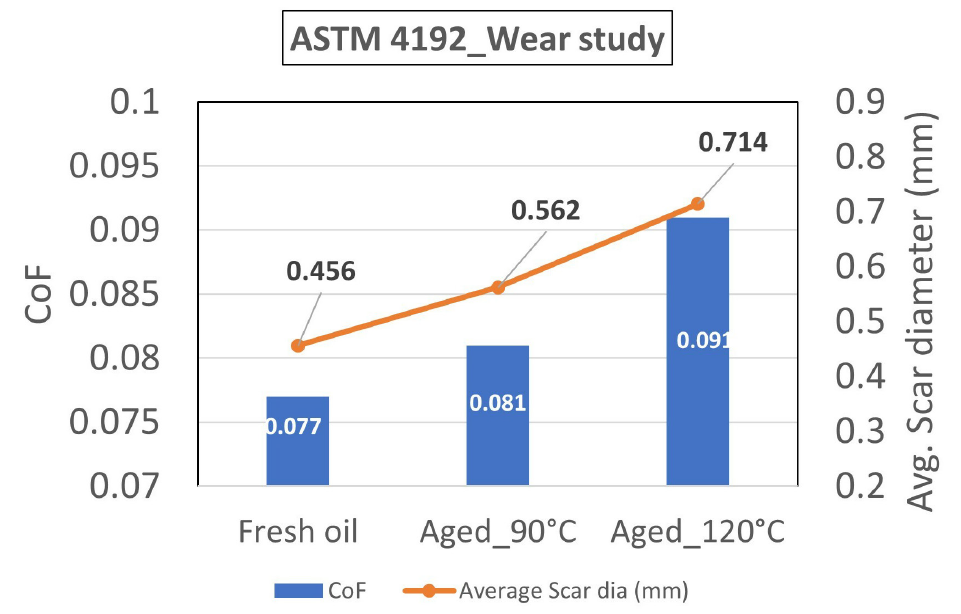 ASTM 4192_Wear study
0.1
0.095
0.09
0.085
0.08
0.075
0.07
CoF
0.9
0.8
0.7
0.6
0.5
0.4
0.3
0.2
Avg. Scar diameter (mm)
0.456
0.562
0.714
0.077
0.081
0.091
Fresh oil
Aged_90°C
Aged_120°C
CoF
Average Scar dia (mm)